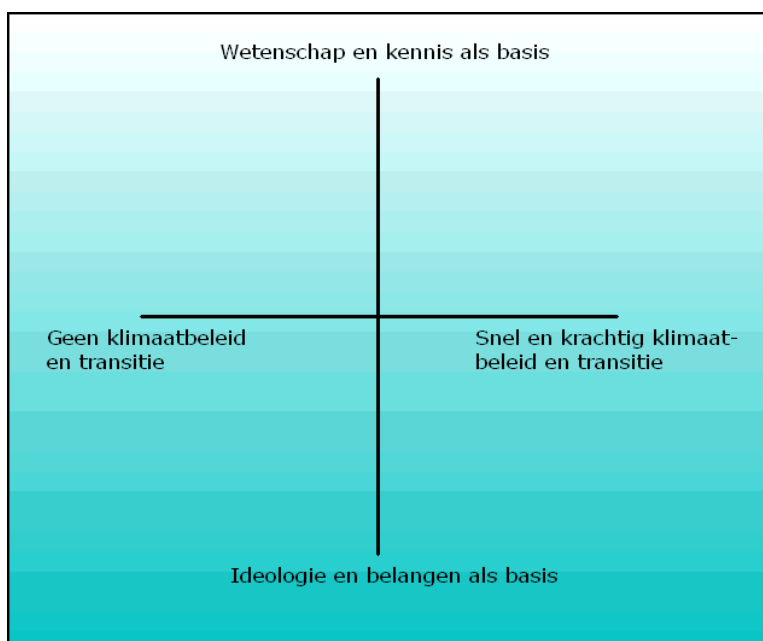 Wetenschap en kennis als basis
Geen klimaatbeleid
en transitie
Snel en krachtig klimaat-
beleid en transitie
Ideologie en belangen als basis